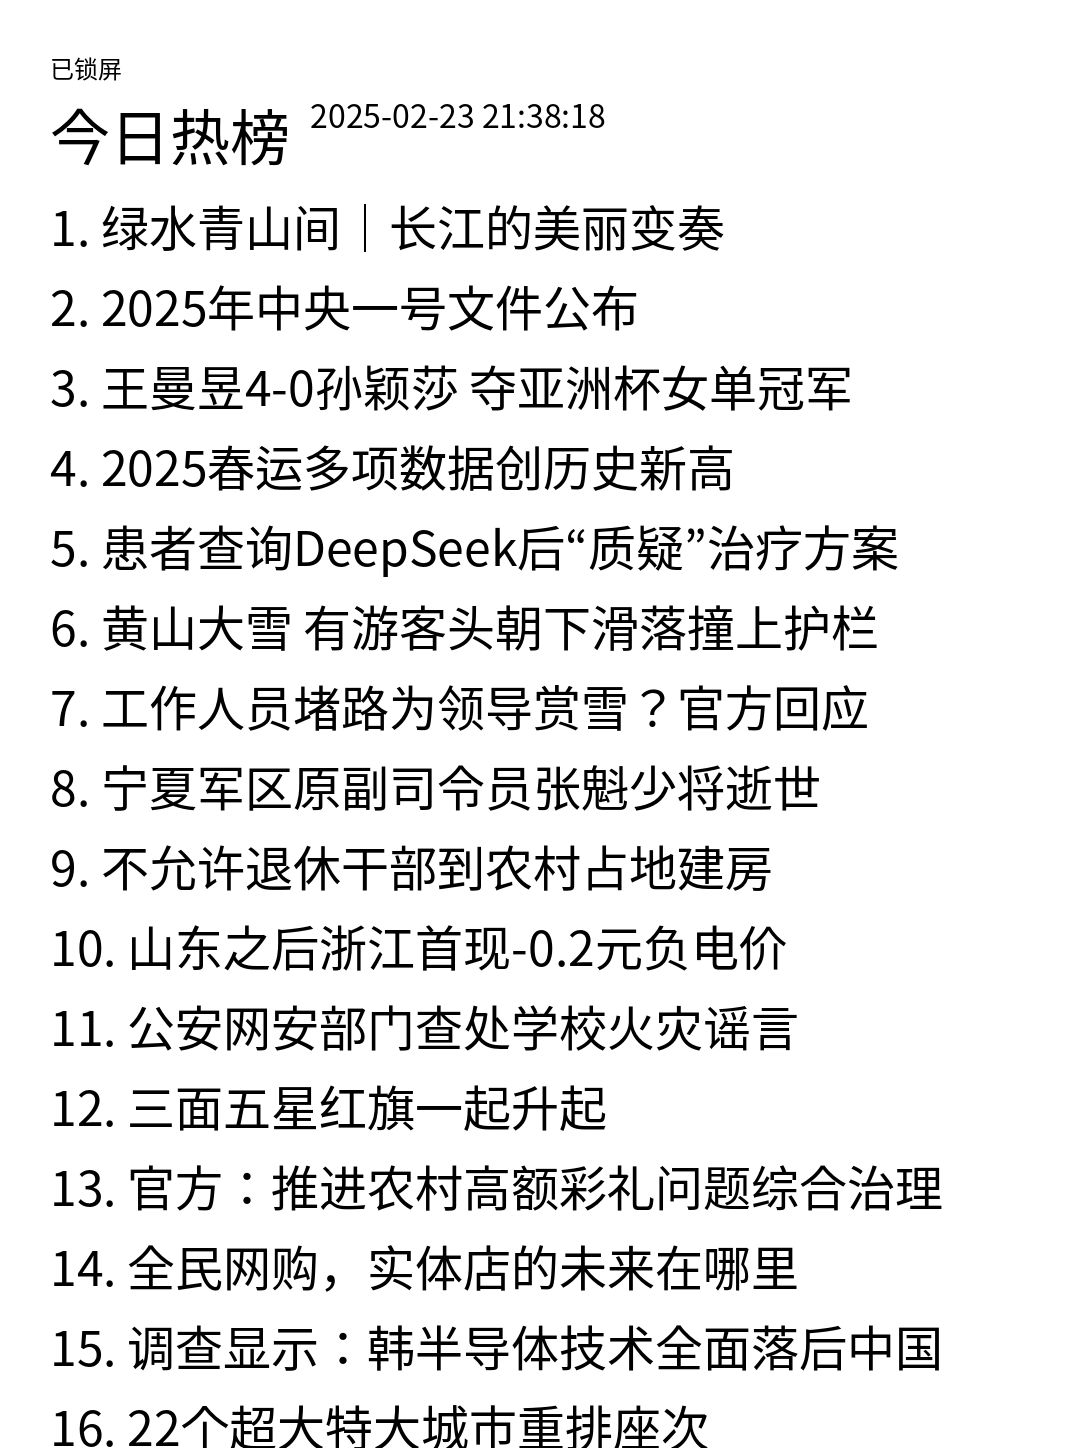 已锁屏
今日热榜 2025-02-23 21:38:18
1. 绿水青山间｜长江的美丽变奏
2. 2025年中央一号文件公布
3. 王曼昱4-0孙颖莎 夺亚洲杯女单冠军
4. 2025春运多项数据创历史新高
5. 患者查询DeepSeek后“质疑”治疗方案
6. 黄山大雪 有游客头朝下滑落撞上护栏
7. 工作人员堵路为领导赏雪？官方回应
8. 宁夏军区原副司令员张魁少将逝世
9. 不允许退休干部到农村占地建房
10. 山东之后浙江首现-0.2元负电价
11. 公安网安部门查处学校火灾谣言
12. 三面五星红旗一起升起
13. 官方：推进农村高额彩礼问题综合治理
14. 全民网购，实体店的未来在哪里
15. 调查显示：韩半导体技术全面落后中国
16. 22个超大特大城市重排座次